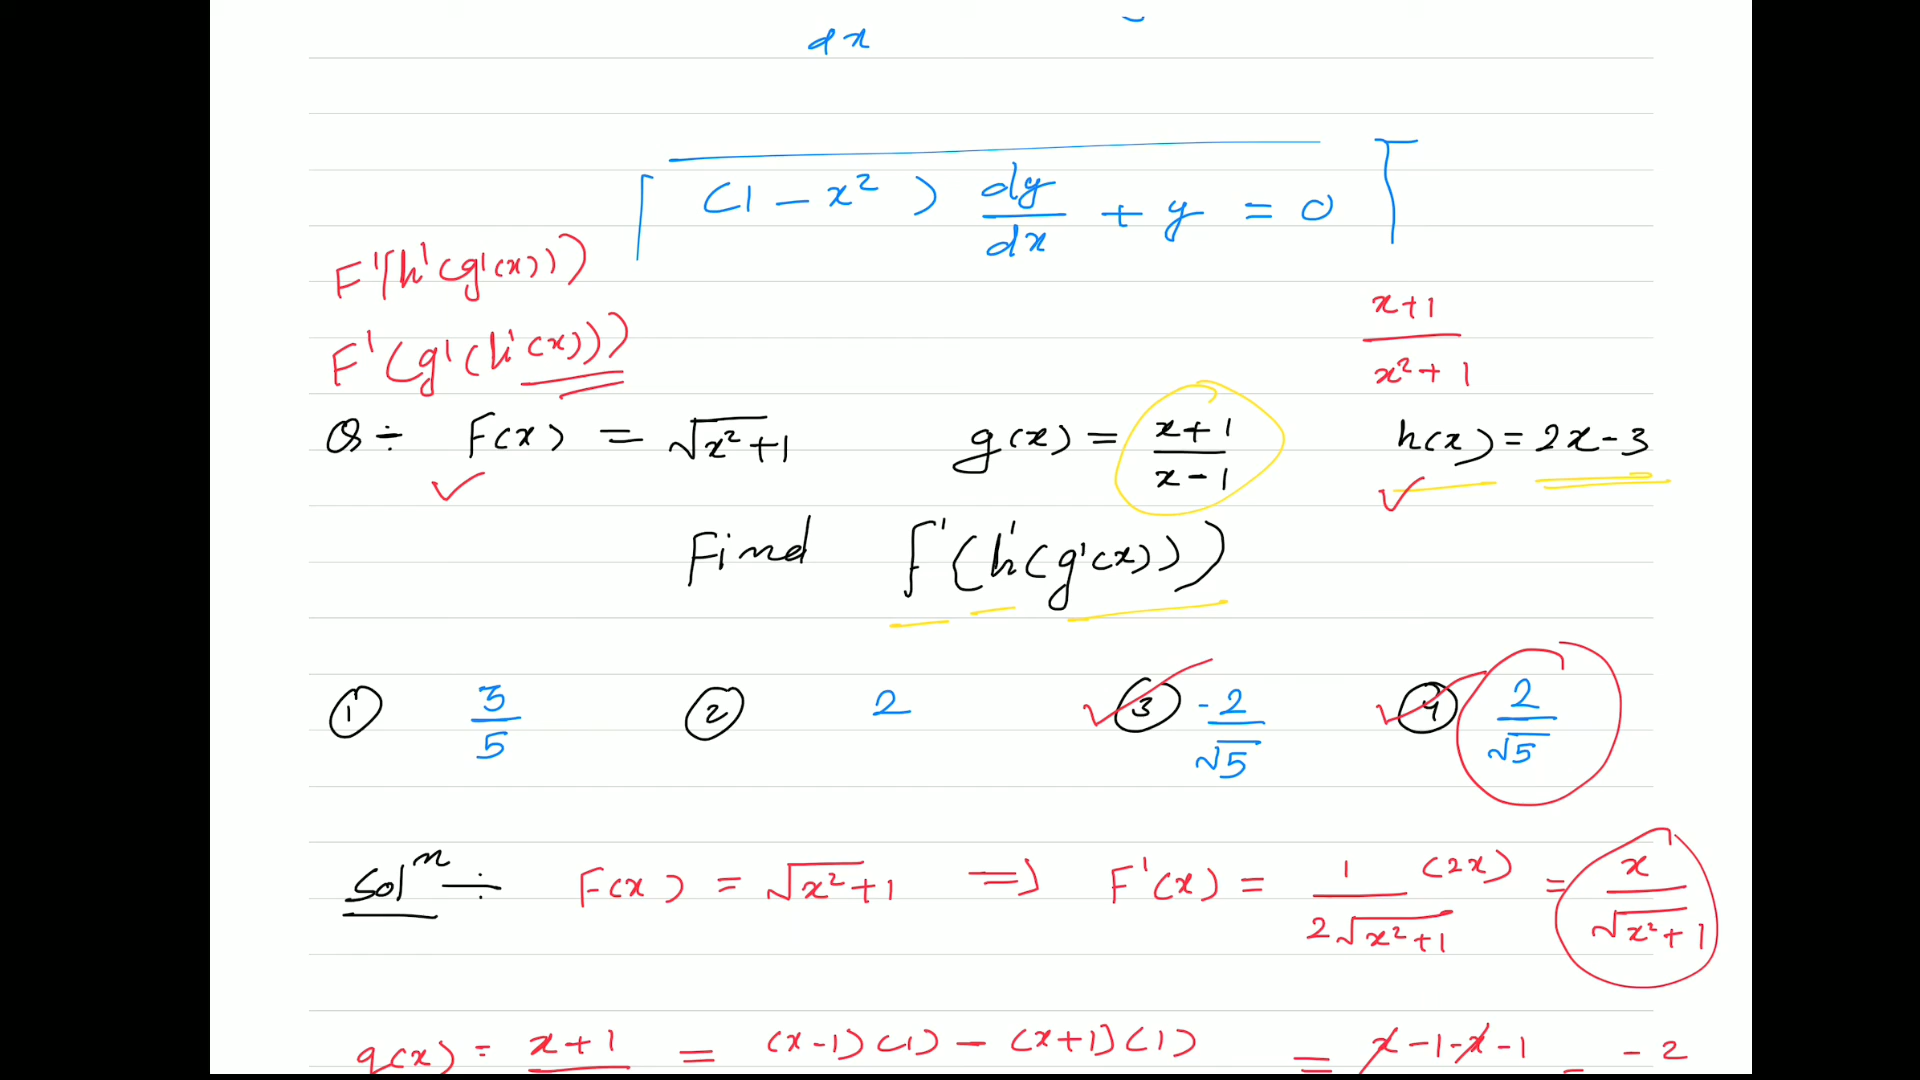 dx
(1 - x²) dy/dx + y = 0
F'(h'(g'(x)))
F'(g'(h'(x)))
x+1/x²+1
Q÷ F(x) = √x²+1 g(x) = x+1/x-1 h(x) = 2x-3
Find F'(h'(g'(x)))
① 3/5 ② 2 ③ -2/√5 ④ 2/√5
Solⁿ÷ F(x) = √x²+1 => F'(x) = 1/2√x²+1 (2x) = x/√x²+1
g(x) = x+1 = (x-1)(1) - (x+1)(1) = x-1-x-1 = -2